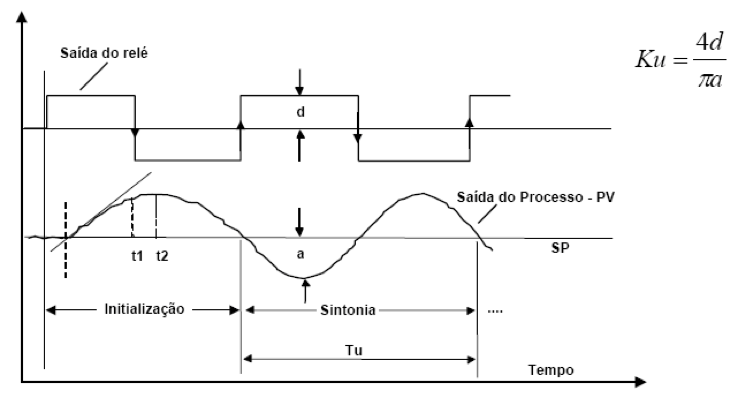 Saída do relé
Ku = 4d / πa
d
Saída do Processo - PV
t1 t2
a
SP
Initialização
Sintonia
....
Tu
Tempo